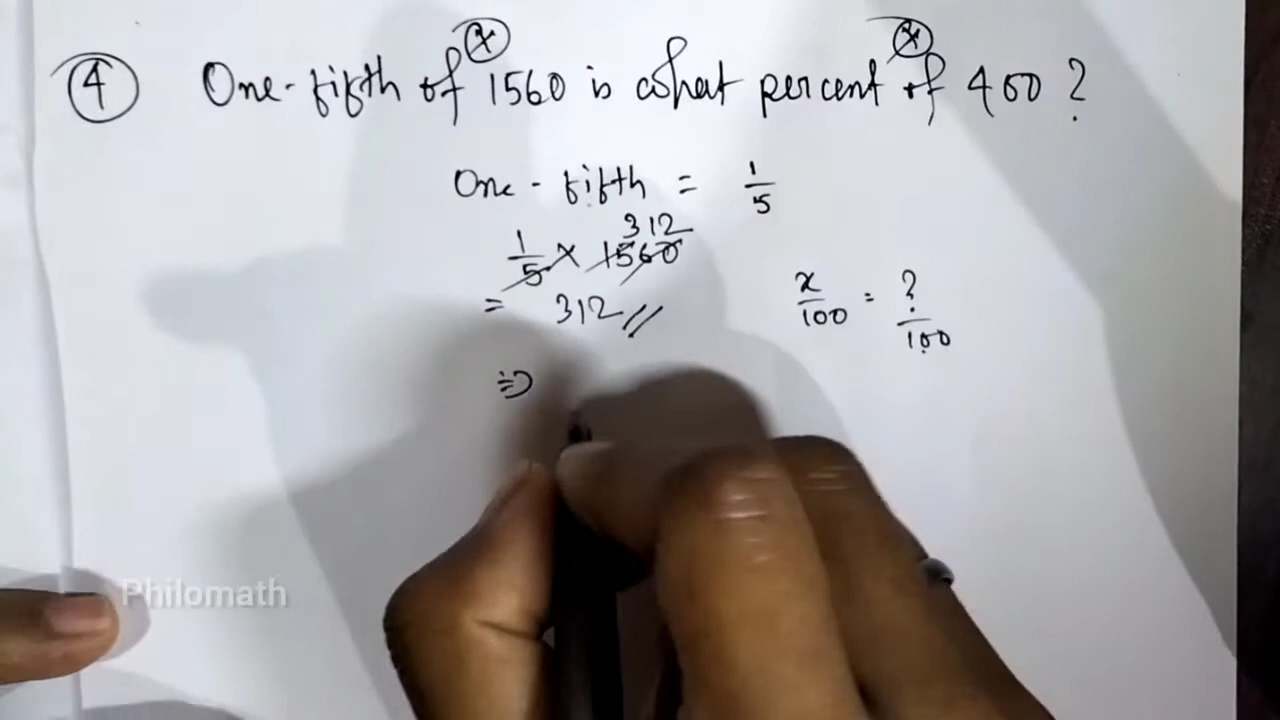 ④ One-fifth of ⓧ 1560 is what percent ⓧ of 400 ?
One - fifth = 1/5
1/5 x 1560 312
= 312 //
x/100 = ?/100
⇒
Philomath